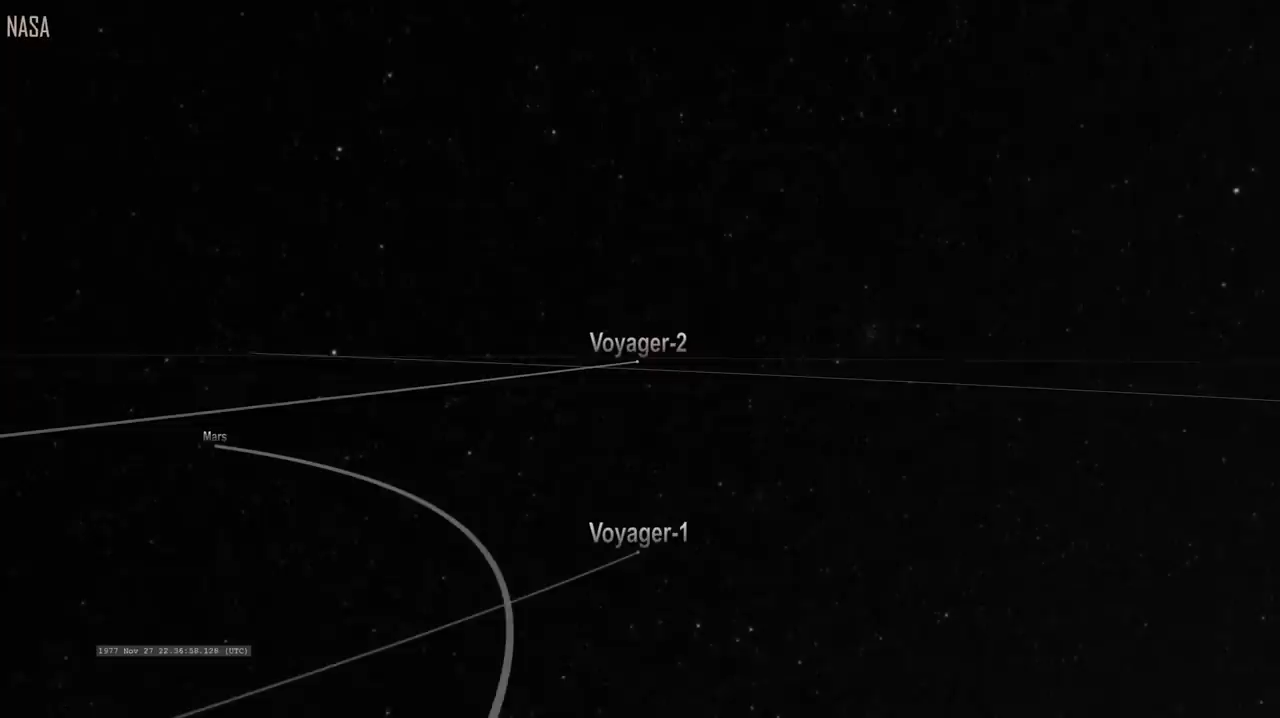 NASA
Voyager-2
Mars
Voyager-1
1977 Nov 27 22:36:58.128 (UTC)